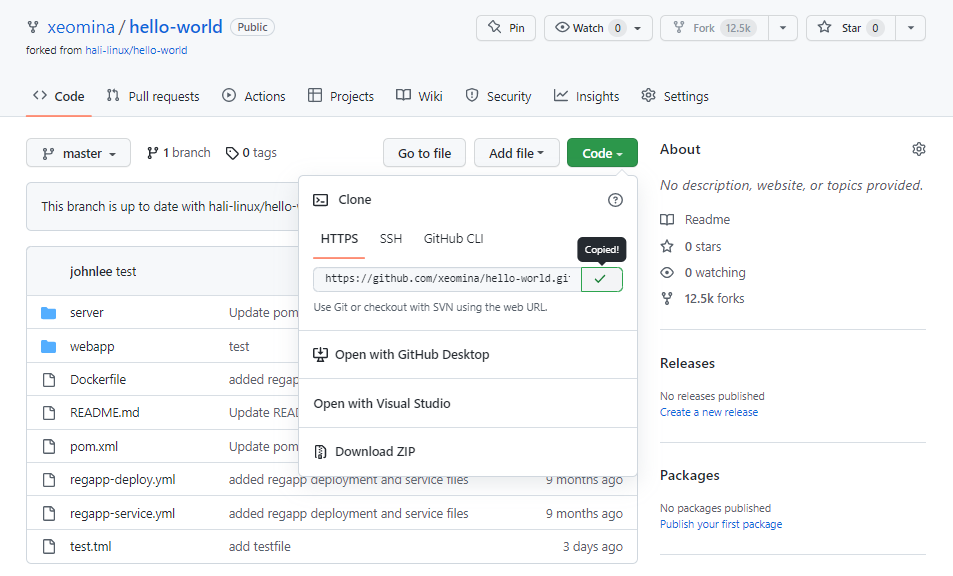 xeomina / hello-world Public
Pin
Watch 0
Fork 12.5k
Star 0
forked from hali-linux/hello-world
Code
Pull requests
Actions
Projects
Wiki
Security
Insights
Settings
master
1 branch
0 tags
Go to file
Add file
Code
This branch is up to date with hali-linux/hello-
Clone
HTTPS
SSH
GitHub CLI
Copied!
https://github.com/xeomina/hello-world.gi
Use Git or checkout with SVN using the web URL.
Open with GitHub Desktop
Open with Visual Studio
Download ZIP
johnlee test
server Update pom
webapp test
Dockerfile added regap
README.md Update REA
pom.xml Update pom
regapp-deploy.yml added regapp deployment and service files 9 months ago
regapp-service.yml added regapp deployment and service files 9 months ago
test.tml add testfile 3 days ago
About
No description, website, or topics provided.
Readme
0 stars
0 watching
12.5k forks
Releases
No releases published
Create a new release
Packages
No packages published
Publish your first package